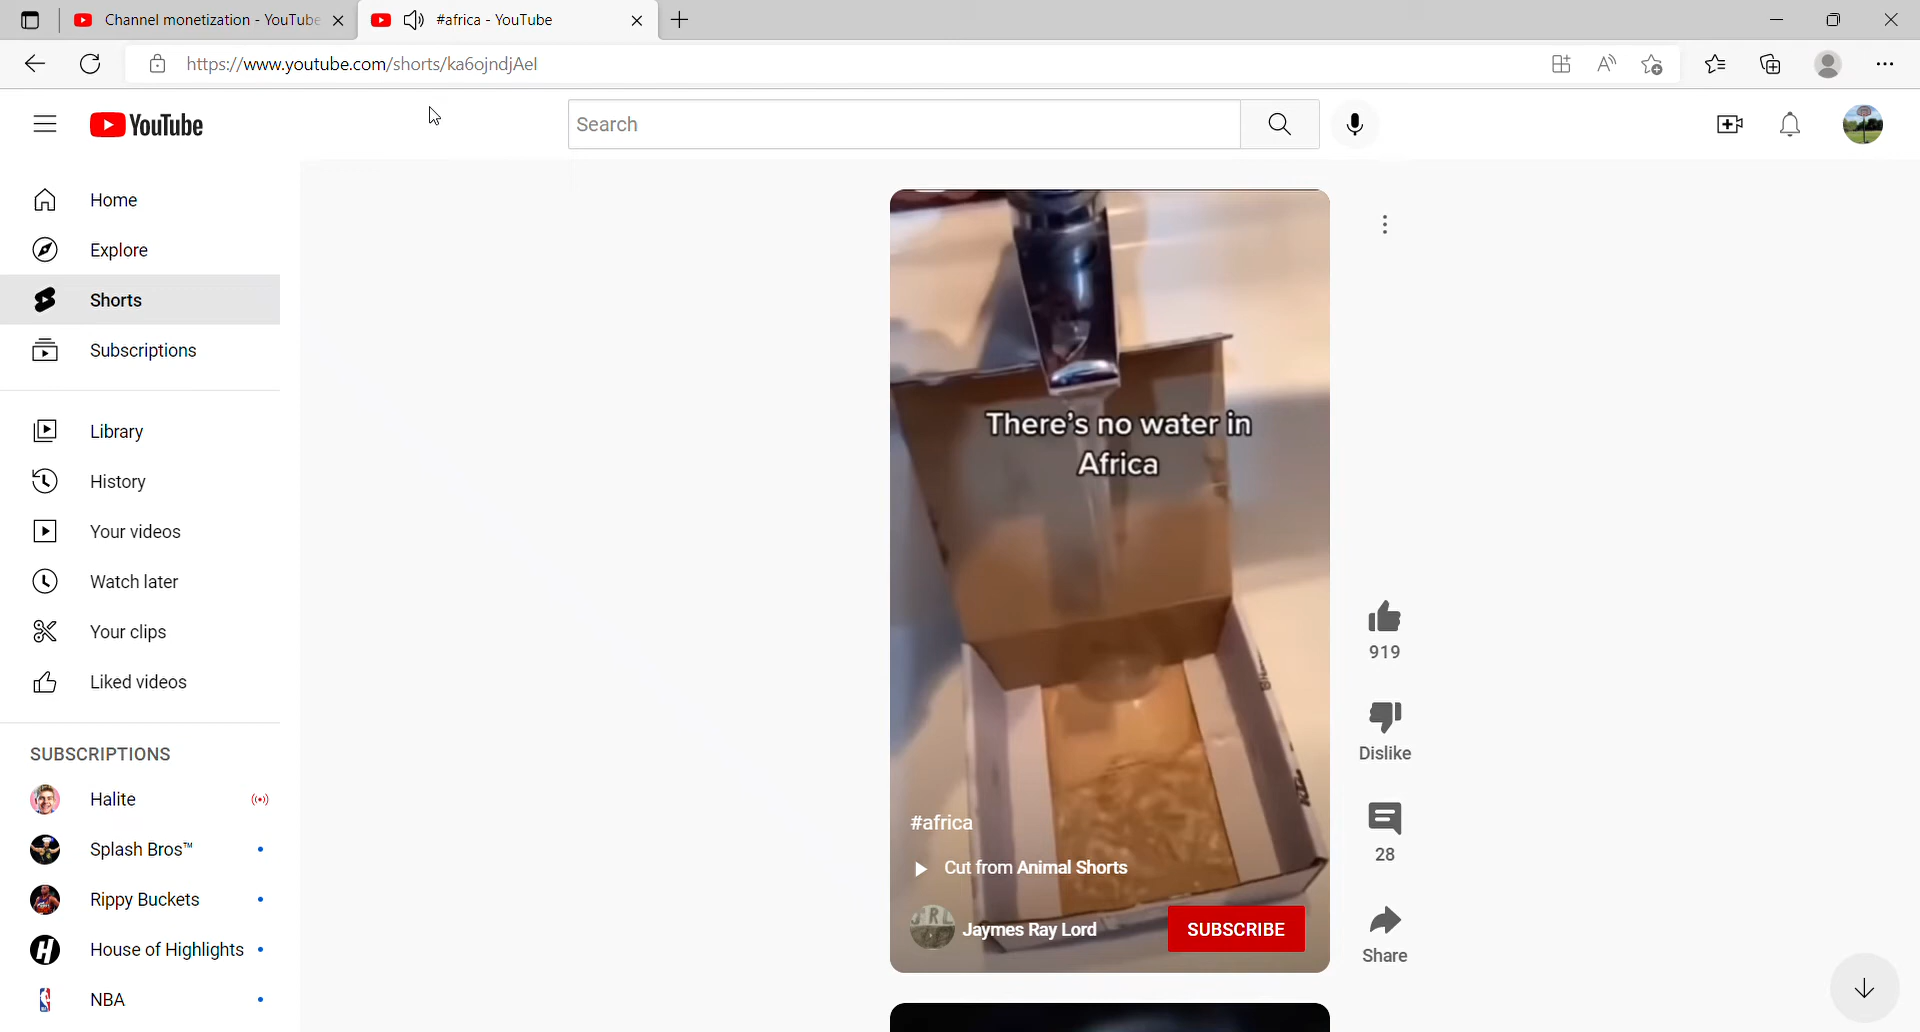 Channel monetization - YouTube
#africa - YouTube
https://www.youtube.com/shorts/ka6ojndjAeI
YouTube
Search
Home
Explore
Shorts
Subscriptions
Library
History
Your videos
Watch later
Your clips
Liked videos
SUBSCRIPTIONS
Halite
Splash Bros™
Rippy Buckets
House of Highlights
NBA
There's no water in
Africa
#africa
Cut from Animal Shorts
JRL
Jaymes Ray Lord
SUBSCRIBE
919
Dislike
28
Share